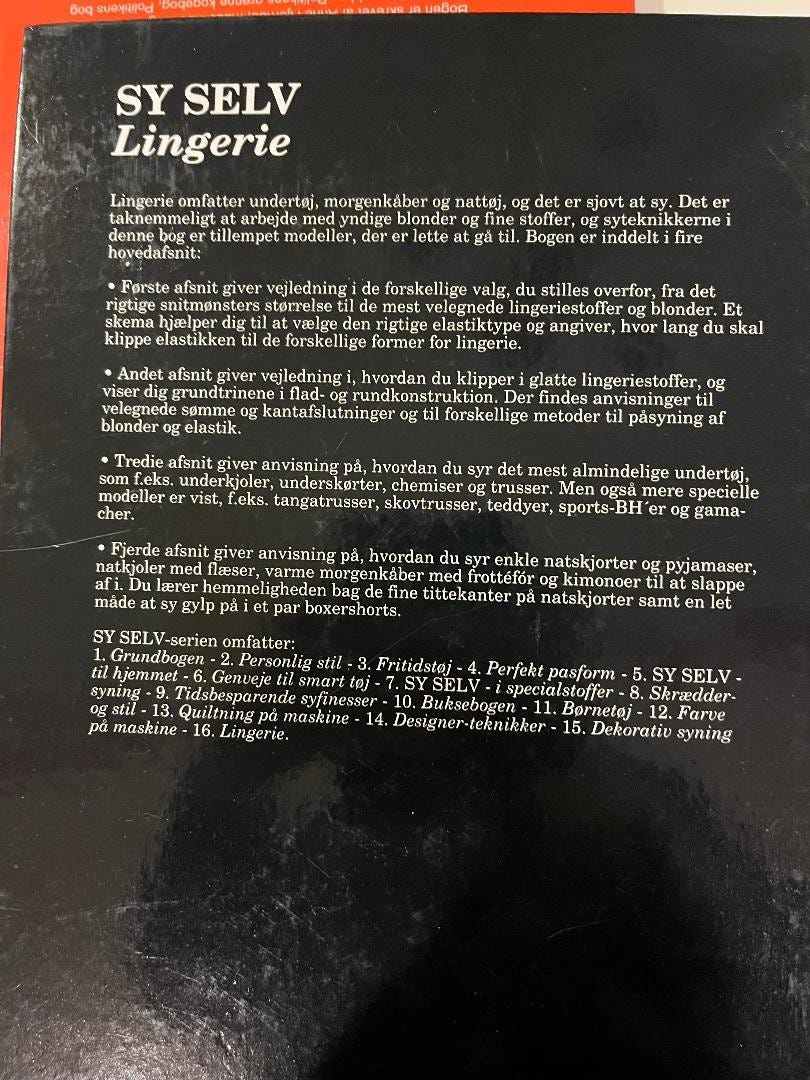 SY SELV
Lingerie
Lingerie omfatter undertøj, morgenkåber og nattøj, og det er sjovt at sy. Det er
taknemmeligt at arbejde med yndige blonder og fine stoffer, og syteknikkerne i
denne bog er tillempet modeller, der er lette at gå til. Bogen er inddelt i fire
hovedafsnit:
• Første afsnit giver vejledning i de forskellige valg, du stilles overfor, fra det
rigtige snitmønsters størrelse til de mest velegnede lingeriestoffer og blonder. Et
skema hjælper dig til at vælge den rigtige elastiktype og angiver, hvor lang du skal
klippe elastikken til de forskellige former for lingerie.
• Andet afsnit giver vejledning i, hvordan du klipper i glatte lingeriestoffer, og
viser dig grundtrinene i flad- og rundkonstruktion. Der findes anvisninger til
velegnede sømme og kantafslutninger og til forskellige metoder til påsyning af
blonder og elastik.
• Tredie afsnit giver anvisning på, hvordan du syr det mest almindelige undertøj,
som f.eks. underkjoler, underskørter, chemiser og trusser. Men også mere specielle
modeller er vist, f.eks. tangatrusser, skovtrusser, teddyer, sports-BH´er og gama-
cher.
• Fjerde afsnit giver anvisning på, hvordan du syr enkle natskjorter og pyjamaser,
natkjoler med flæser, varme morgenkåber med frottéfór og kimonoer til at slappe
af i. Du lærer hemmeligheden bag de fine tittekanter på natskjorter samt en let
måde at sy gylp på i et par boxershorts.
SY SELV-serien omfatter:
1. Grundbogen - 2. Personlig stil - 3. Fritidstøj - 4. Perfekt pasform - 5. SY SELV -
til hjemmet - 6. Genveje til smart tøj - 7. SY SELV - i specialstoffer - 8. Skrædder-
syning - 9. Tidsbesparende syfinesser - 10. Buksebogen - 11. Børnetøj - 12. Farve
og stil - 13. Quiltning på maskine - 14. Designer-teknikker - 15. Dekorativ syning
på maskine - 16. Lingerie.
Bogen er skrevet af
kogebog, Politikens bog